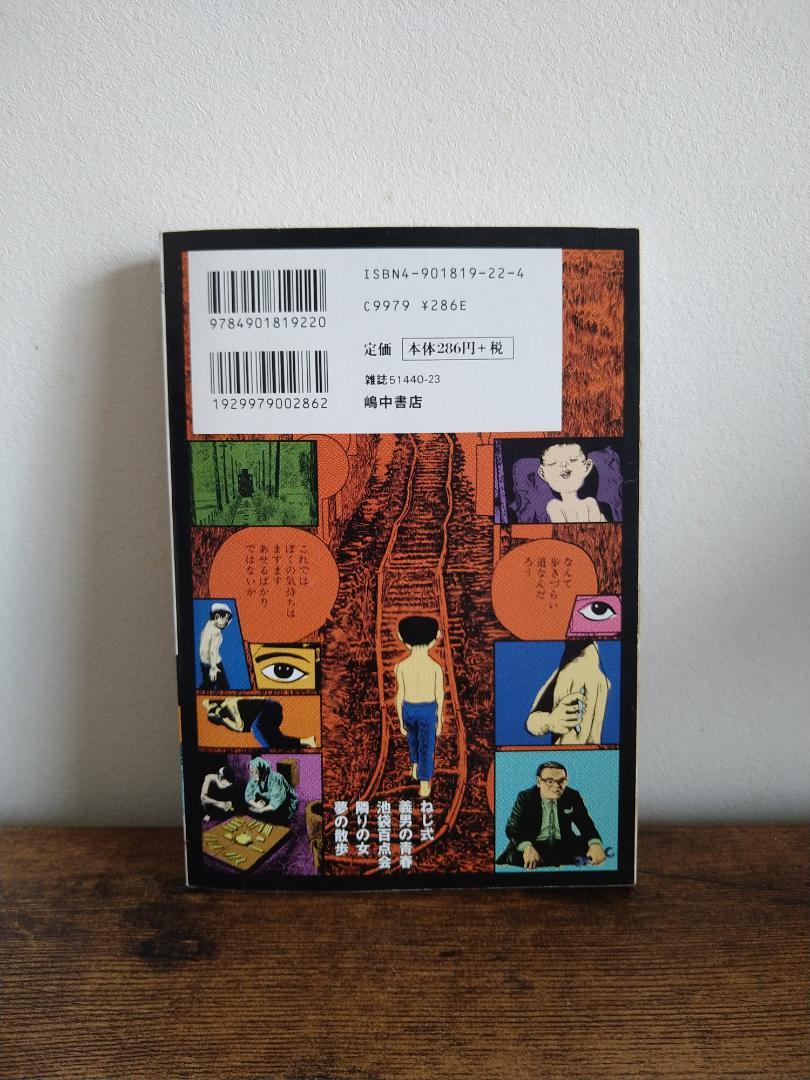 ISBN4-901819-22-4
C9979 ¥286E
9784901819220
定価 本体286円+税
雑誌51440-23
1929979002862
嶋中書店
なんて
歩きづらい
道なんだ
ろう
これでは
ぼくの気持ちは
ますます
あせるばかり
ではないか
ねじ式
義男の青春
池袋百点会
隣りの女
夢の散歩